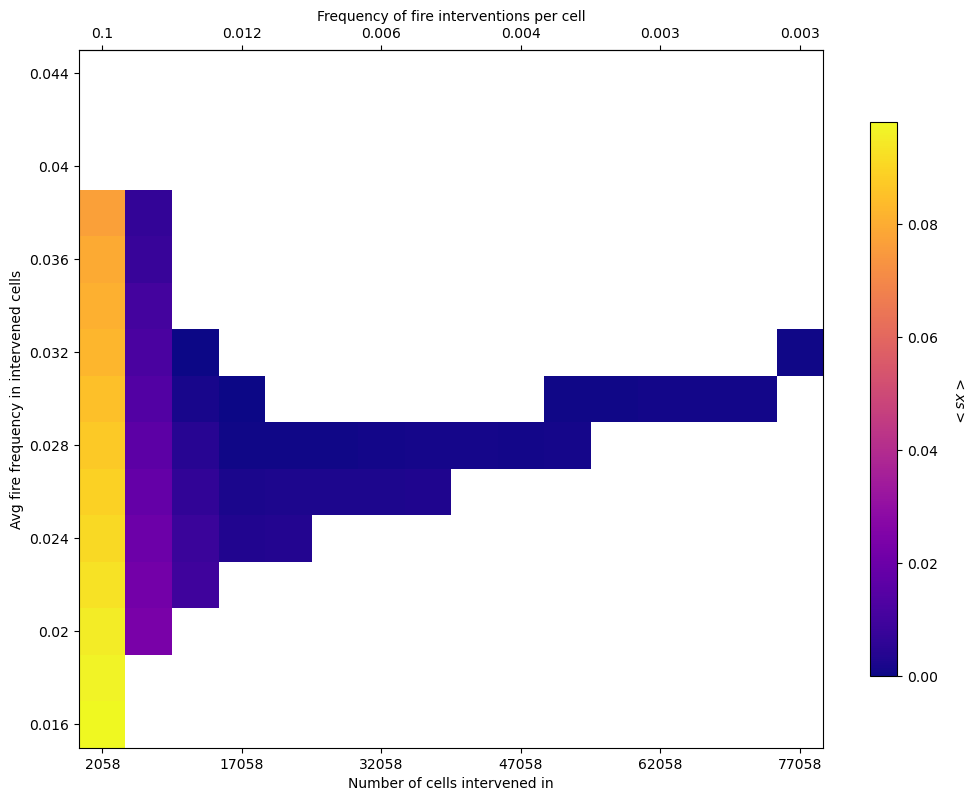 Frequency of fire interventions per cell
0.1 0.012 0.006 0.004 0.003 0.003
Avg fire frequency in intervened cells
0.044
0.04
0.036
0.032
0.028
0.024
0.02
0.016
2058 17058 32058 47058 62058 77058
Number of cells intervened in
0.08
0.06
0.04
0.02
0.00
< sx >